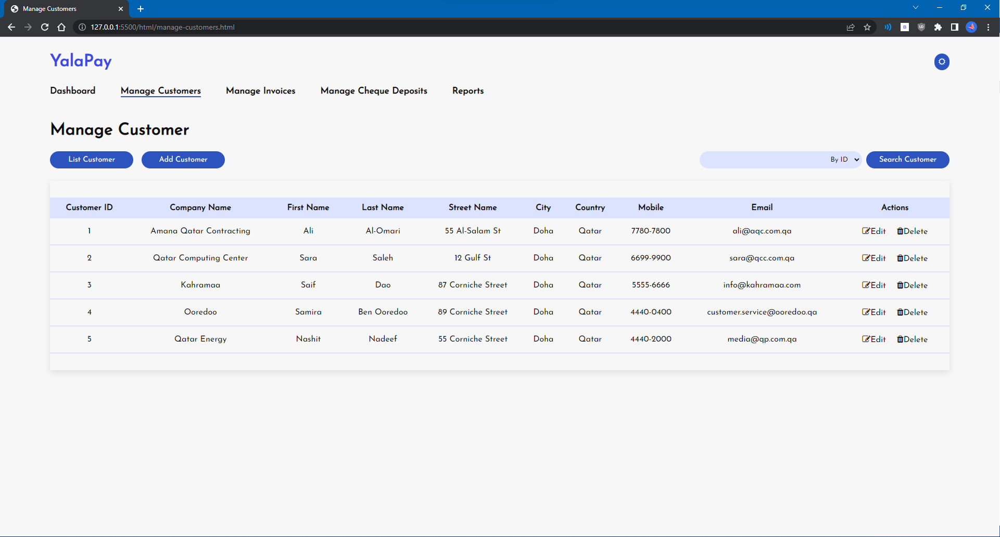 Manage Customers
127.0.0.1:5500/html/manage-customers.html
YalaPay
Dashboard Manage Customers Manage Invoices Manage Cheque Deposits Reports
Manage Customer
List Customer Add Customer By ID Search Customer
Customer ID Company Name First Name Last Name Street Name City Country Mobile Email Actions
1 Amana Qatar Contracting Ali Al-Omari 55 Al-Salam St Doha Qatar 7780-7800 ali@aqc.com.qa Edit Delete
2 Qatar Computing Center Sara Saleh 12 Gulf St Doha Qatar 6699-9900 sara@qcc.com.qa Edit Delete
3 Kahramaa Saif Dao 87 Corniche Street Doha Qatar 5555-6666 info@kahramaa.com Edit Delete
4 Ooredoo Samira Ben Ooredoo 89 Corniche Street Doha Qatar 4440-0400 customer.service@ooredoo.qa Edit Delete
5 Qatar Energy Nashit Nadeef 55 Corniche Street Doha Qatar 4440-2000 media@qp.com.qa Edit Delete